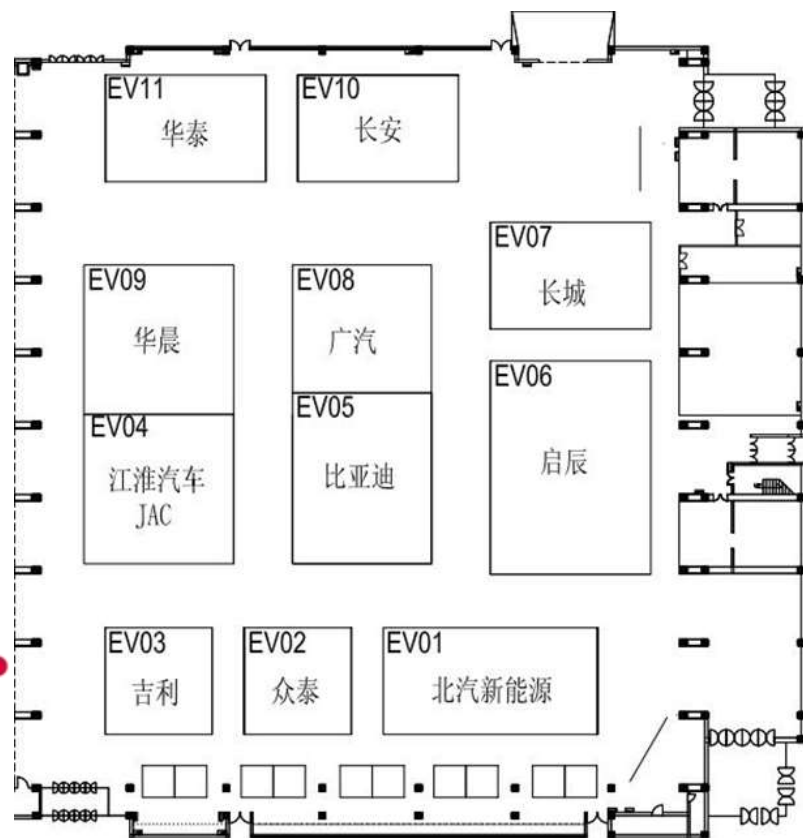 EV11
华泰
EV10
长安
EV07
长城
EV09
华晨
EV08
广汽
EV06
启辰
EV05
比亚迪
EV04
江淮汽车
JAC
EV03
吉利
EV02
众泰
EV01
北汽新能源